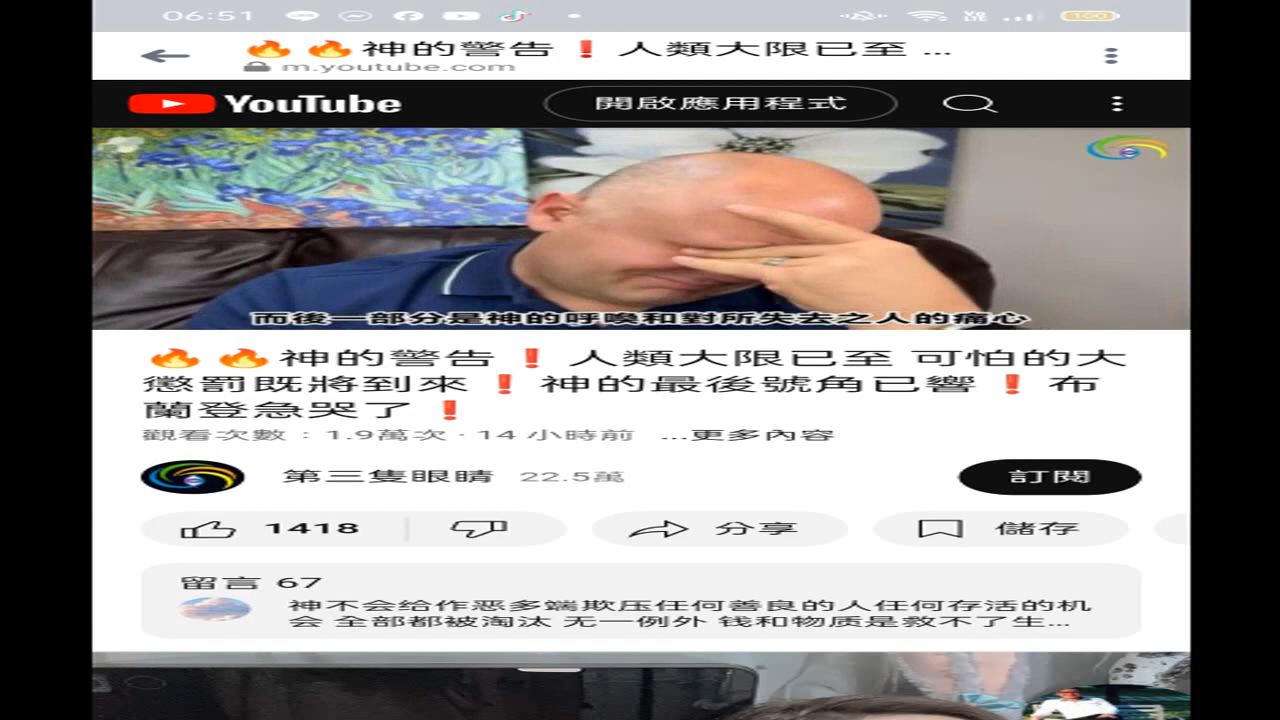 06:51
VO LTE
100
🔥🔥神的警告❗人類大限已至 ...
m.youtube.com
YouTube
開啟應用程式
而後一部分是神的呼喚和對所失去之人的痛心
🔥🔥神的警告❗人類大限已至 可怕的大
懲罰既將到來❗神的最後號角已響❗布
蘭登急哭了❗
觀看次數：1.9萬次 · 14 小時前 ...更多內容
第三隻眼睛 22.5萬
訂閱
1418
分享
儲存
留言 67
神不会给作恶多端欺压任何善良的人任何存活的机
会 全部都被淘汰 无一例外 钱和物质是救不了生...